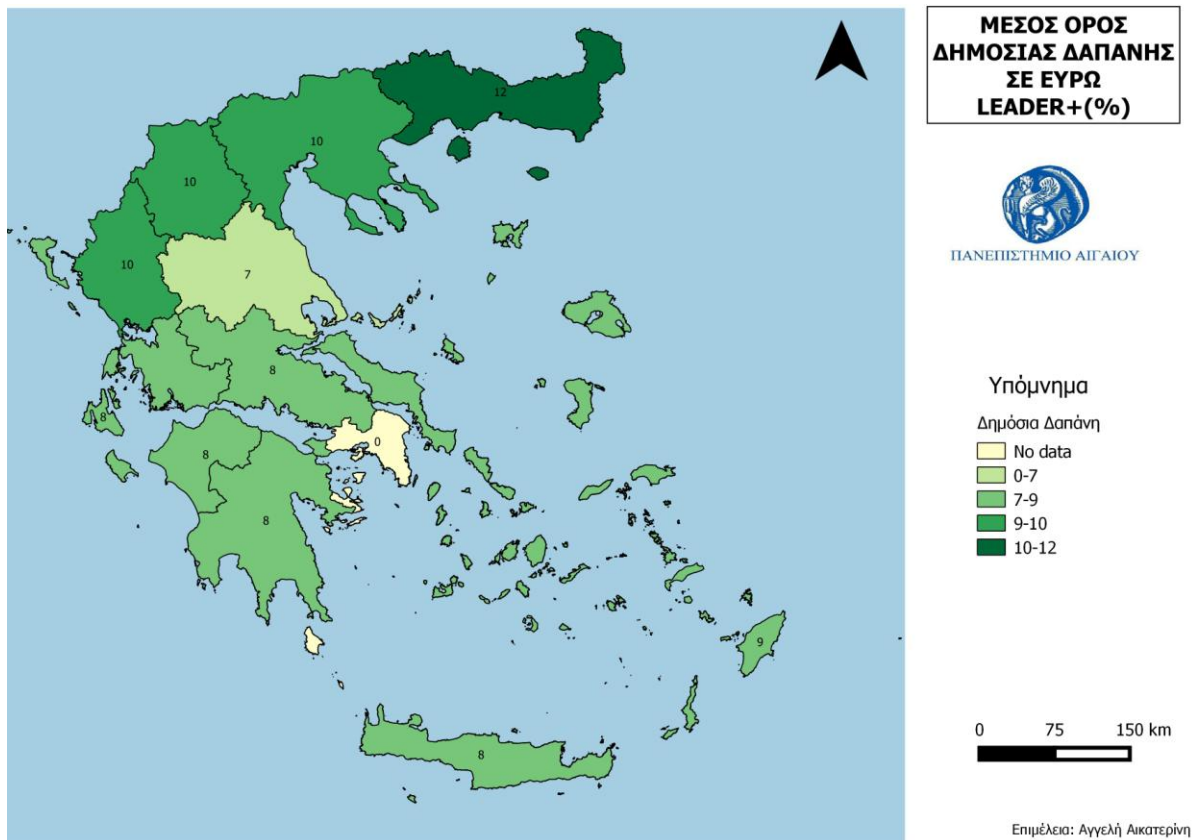 ΜΕΣΟΣ ΟΡΟΣ
ΔΗΜΟΣΙΑΣ ΔΑΠΑΝΗΣ
ΣΕ ΕΥΡΩ
LEADER+(%)
ΠΑΝΕΠΙΣΤΗΜΙΟ ΑΙΓΑΙΟΥ
12
10
10
10
7
8
8
0
8
8
9
8
Υπόμνημα
Δημόσια Δαπάνη
No data
0-7
7-9
9-10
10-12
0 75 150 km
Επιμέλεια: Αγγελή Αικατερίνη